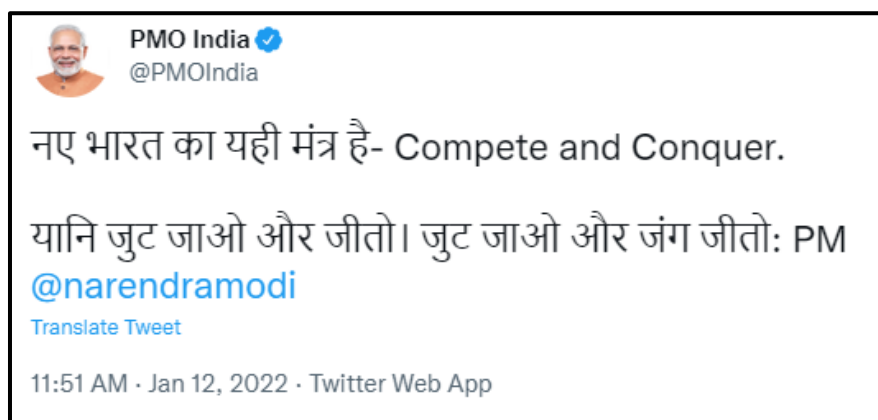 PMO India
@PMOIndia
नए भारत का यही मंत्र है- Compete and Conquer.
यानि जुट जाओ और जीतो। जुट जाओ और जंग जीतो: PM
@narendramodi
Translate Tweet
11:51 AM · Jan 12, 2022 · Twitter Web App